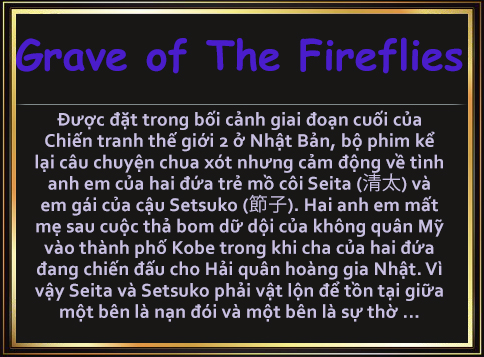 Grave of The Fireflies
Được đặt trong bối cảnh giai đoạn cuối của
Chiến tranh thế giới 2 ở Nhật Bản, bộ phim kể
lại câu chuyện chua xót nhưng cảm động về tình
anh em của hai đứa trẻ mồ côi Seita (清太) và
em gái của cậu Setsuko (節子). Hai anh em mất
mẹ sau cuộc thả bom dữ dội của không quân Mỹ
vào thành phố Kobe trong khi cha của hai đứa
đang chiến đấu cho Hải quân hoàng gia Nhật. Vì
vậy Seita và Setsuko phải vật lộn để tồn tại giữa
một bên là nạn đói và một bên là sự thờ ...